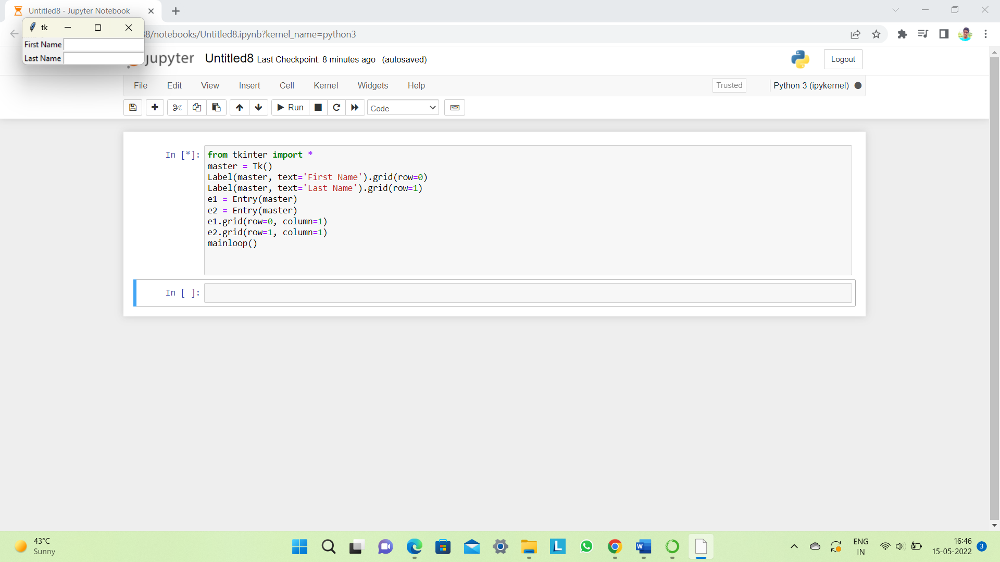 Untitled8 - Jupyter Notebook
tk
First Name
Last Name
38/notebooks/Untitled8.ipynb?kernel_name=python3
jupyter Untitled8 Last Checkpoint: 8 minutes ago (autosaved)
Logout
File Edit View Insert Cell Kernel Widgets Help
Trusted
Python 3 (ipykernel)
Run
Code
In [*]:
from tkinter import *
master = Tk()
Label(master, text='First Name').grid(row=0)
Label(master, text='Last Name').grid(row=1)
e1 = Entry(master)
e2 = Entry(master)
e1.grid(row=0, column=1)
e2.grid(row=1, column=1)
mainloop()
In [ ]:
43°C
Sunny
L
W
ENG
IN
16:46
15-05-2022
3